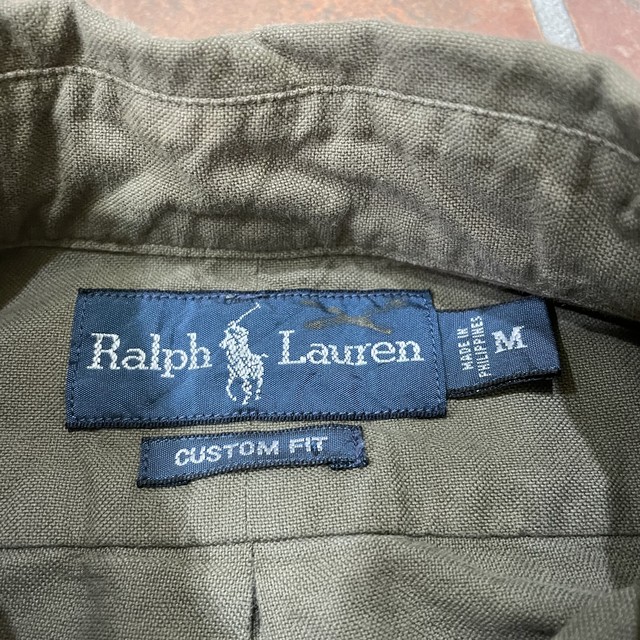 Ralph Lauren
MADE IN
PHILIPPINES
M
CUSTOM FIT